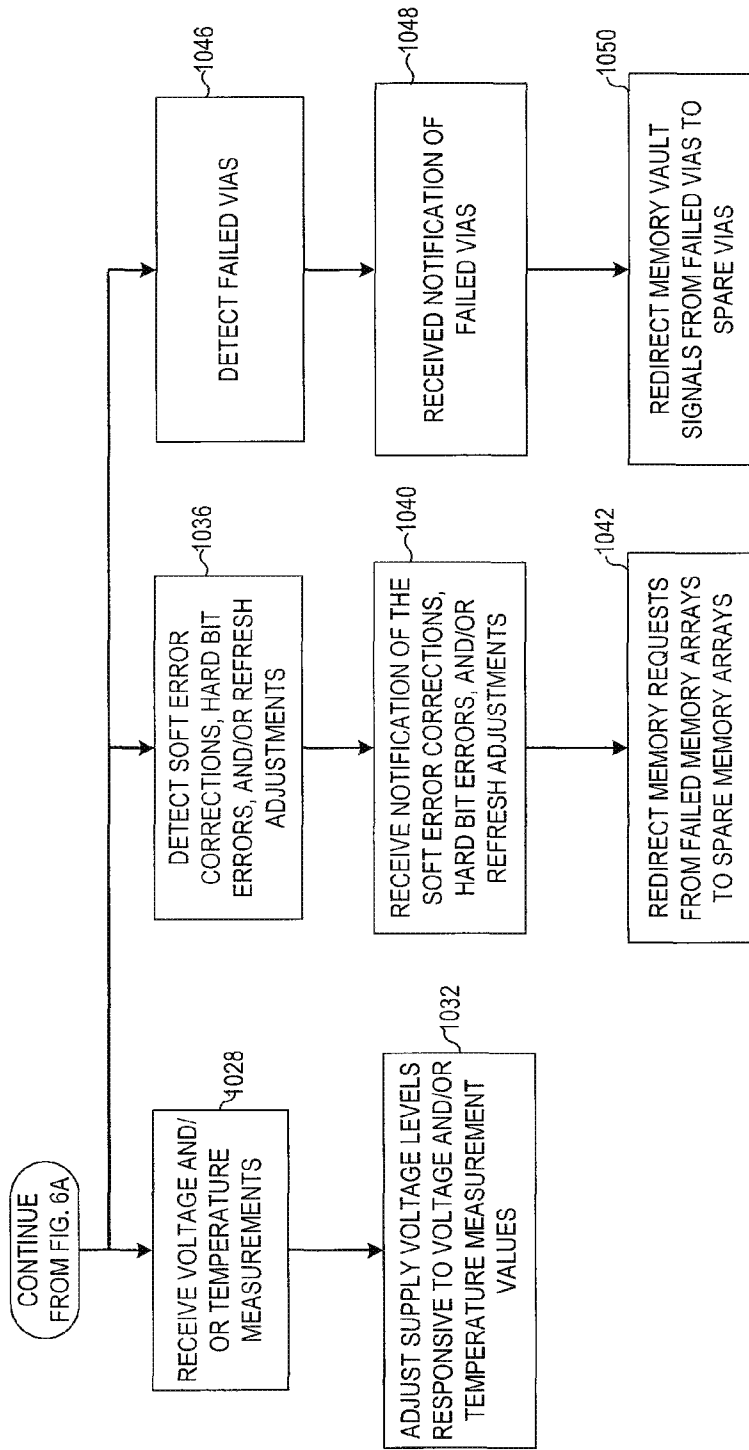 CONTINUE
FROM FIG. 6A
1028
RECEIVE VOLTAGE AND/
OR TEMPERATURE
MEASUREMENTS
1032
ADJUST SUPPLY VOLTAGE LEVELS
RESPONSIVE TO VOLTAGE AND/OR
TEMPERATURE MEASUREMENT
VALUES
1036
DETECT SOFT ERROR
CORRECTIONS, HARD BIT
ERRORS, AND/OR REFRESH
ADJUSTMENTS
1040
RECEIVE NOTIFICATION OF THE
SOFT ERROR CORRECTIONS,
HARD BIT ERRORS, AND/OR
REFRESH ADJUSTMENTS
1042
REDIRECT MEMORY REQUESTS
FROM FAILED MEMORY ARRAYS
TO SPARE MEMORY ARRAYS
1046
DETECT FAILED VIAS
1048
RECEIVED NOTIFICATION OF
FAILED VIAS
1050
REDIRECT MEMORY VAULT
SIGNALS FROM FAILED VIAS TO
SPARE VIAS